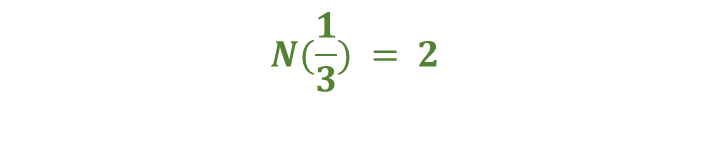 N(1/3) = 2